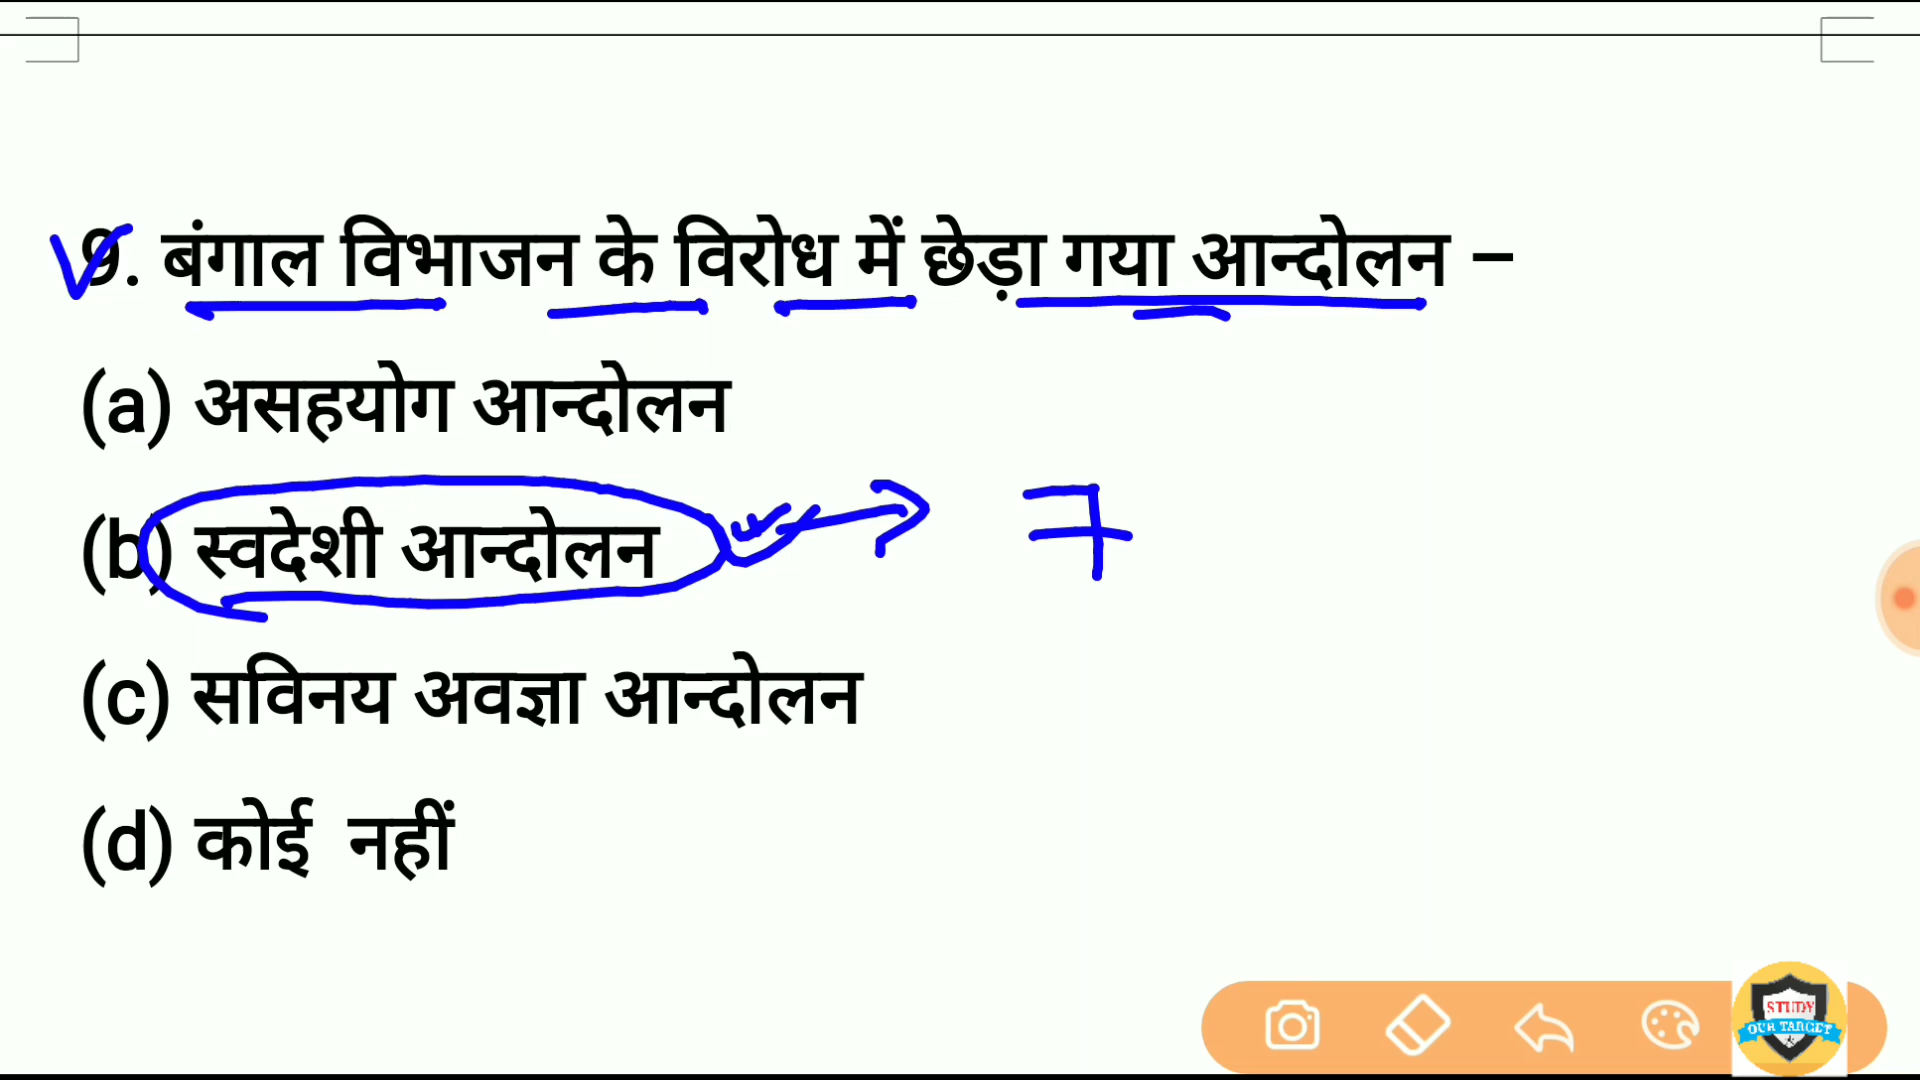 9. बंगाल विभाजन के विरोध में छेड़ा गया आन्दोलन –
(a) असहयोग आन्दोलन
(b) स्वदेशी आन्दोलन
7
(c) सविनय अवज्ञा आन्दोलन
(d) कोई नहीं
STUDY
OUR TARGET